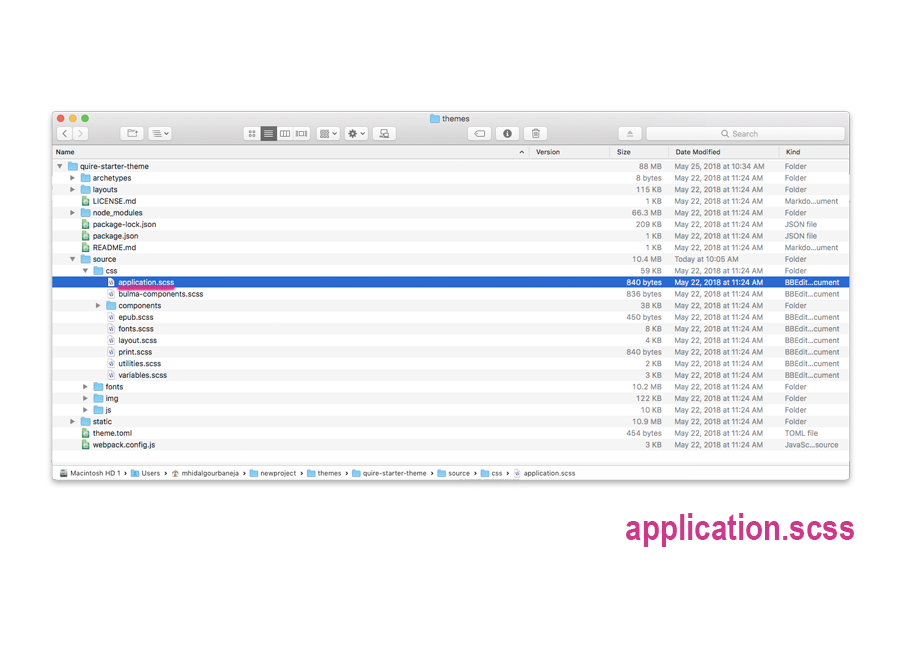 themes
Search
Name Version Size Date Modified Kind
quire-starter-theme 88 MB May 25, 2018 at 10:34 AM Folder
archetypes 8 bytes May 22, 2018 at 11:24 AM Folder
layouts 115 KB May 22, 2018 at 11:24 AM Folder
LICENSE.md 1 KB May 22, 2018 at 11:24 AM Markdo...ument
node_modules 66.3 MB May 22, 2018 at 11:24 AM Folder
package-lock.json 209 KB May 22, 2018 at 11:24 AM JSON file
package.json 1 KB May 22, 2018 at 11:24 AM JSON file
README.md 1 KB May 22, 2018 at 11:24 AM Markdo...ument
source 10.4 MB Today at 10:05 AM Folder
css 59 KB May 22, 2018 at 11:24 AM Folder
application.scss 840 bytes May 22, 2018 at 11:24 AM BBEdit...cument
bulma-components.scss 836 bytes May 22, 2018 at 11:24 AM BBEdit...cument
components 38 KB May 22, 2018 at 11:24 AM Folder
epub.scss 450 bytes May 22, 2018 at 11:24 AM BBEdit...cument
fonts.scss 8 KB May 22, 2018 at 11:24 AM BBEdit...cument
layout.scss 4 KB May 22, 2018 at 11:24 AM BBEdit...cument
print.scss 840 bytes May 22, 2018 at 11:24 AM BBEdit...cument
utilities.scss 2 KB May 22, 2018 at 11:24 AM BBEdit...cument
variables.scss 3 KB May 22, 2018 at 11:24 AM BBEdit...cument
fonts 10.2 MB May 22, 2018 at 11:24 AM Folder
img 122 KB May 22, 2018 at 11:24 AM Folder
js 10 KB May 22, 2018 at 11:24 AM Folder
static 10.9 MB May 22, 2018 at 11:24 AM Folder
theme.toml 454 bytes May 22, 2018 at 11:24 AM TOML file
webpack.config.js 3 KB May 22, 2018 at 11:24 AM JavaSc...source
Macintosh HD 1 › Users › mhidalgourbaneja › newproject › themes › quire-starter-theme › source › css › application.scss
application.scss